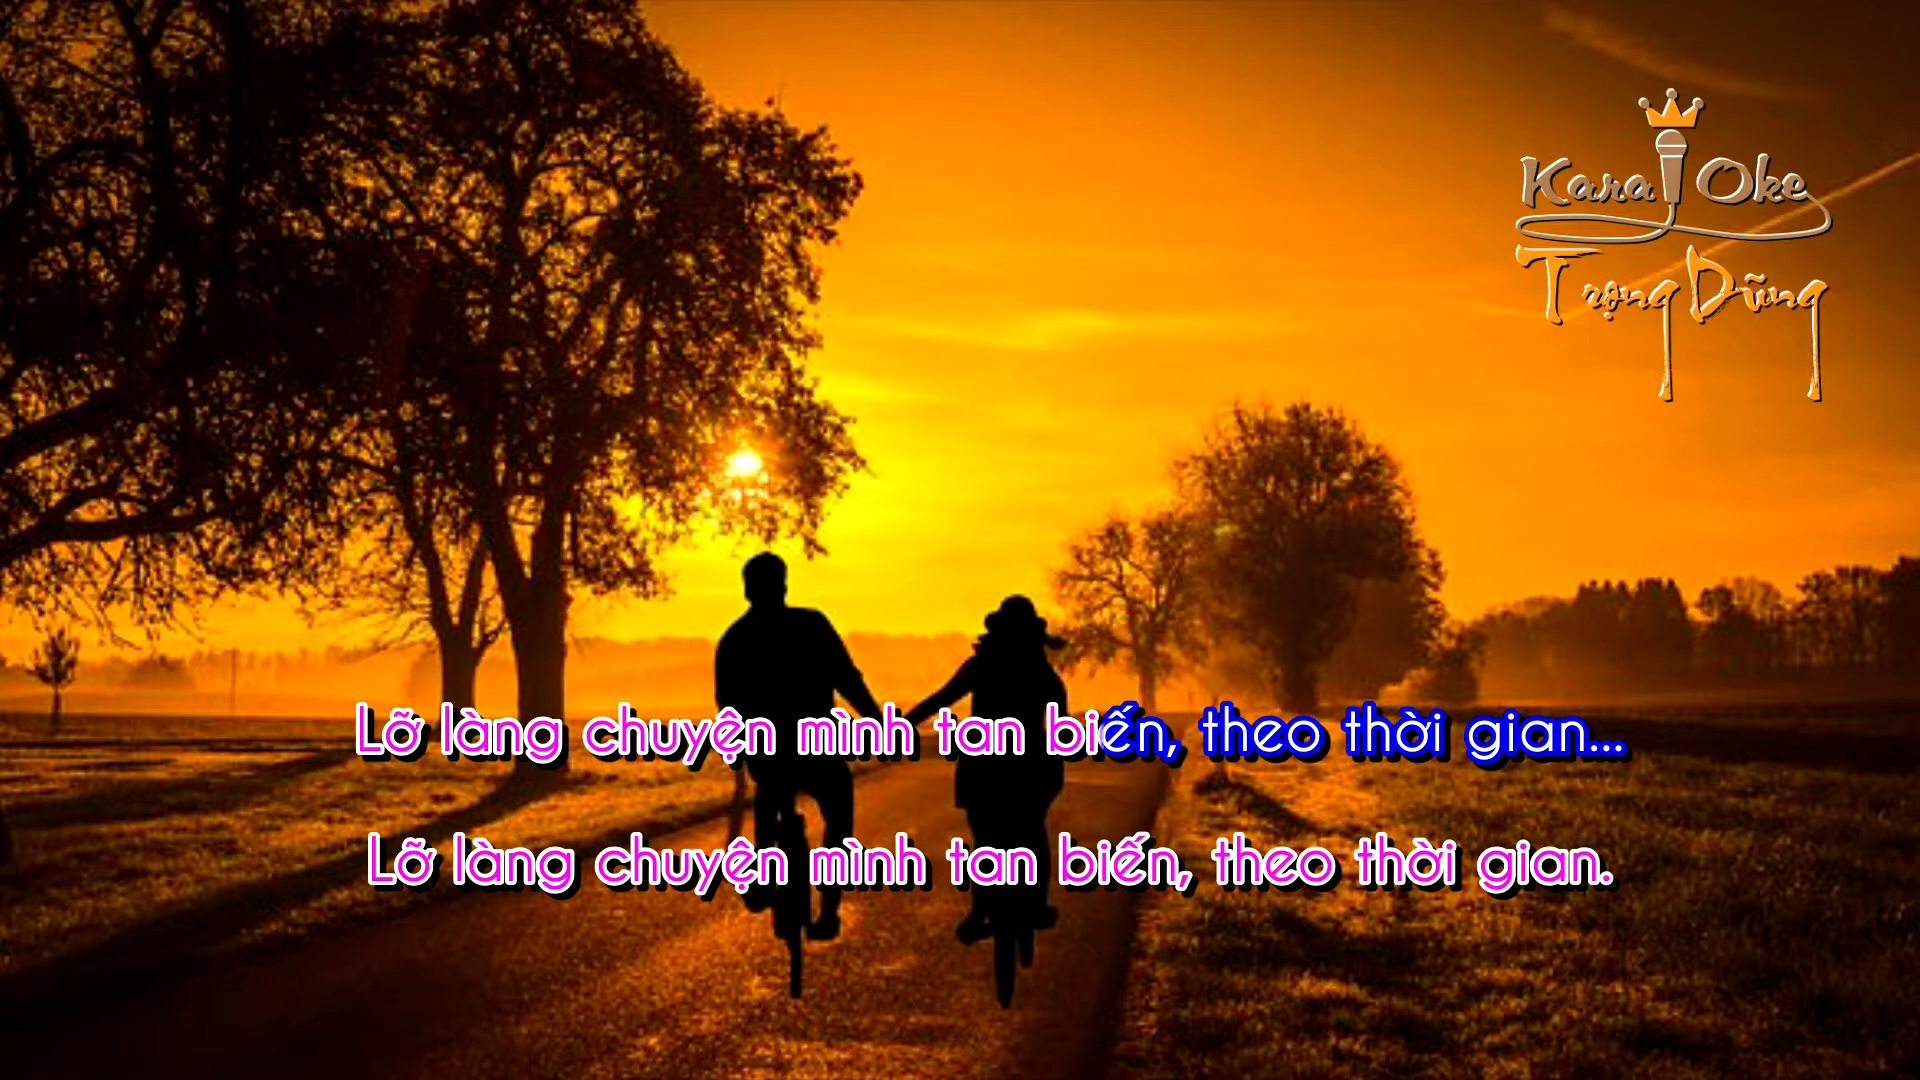 Kara Oke
Trọng Dũng
Lỡ làng chuyện mình tan biến, theo thời gian...
Lỡ làng chuyện mình tan biến, theo thời gian.